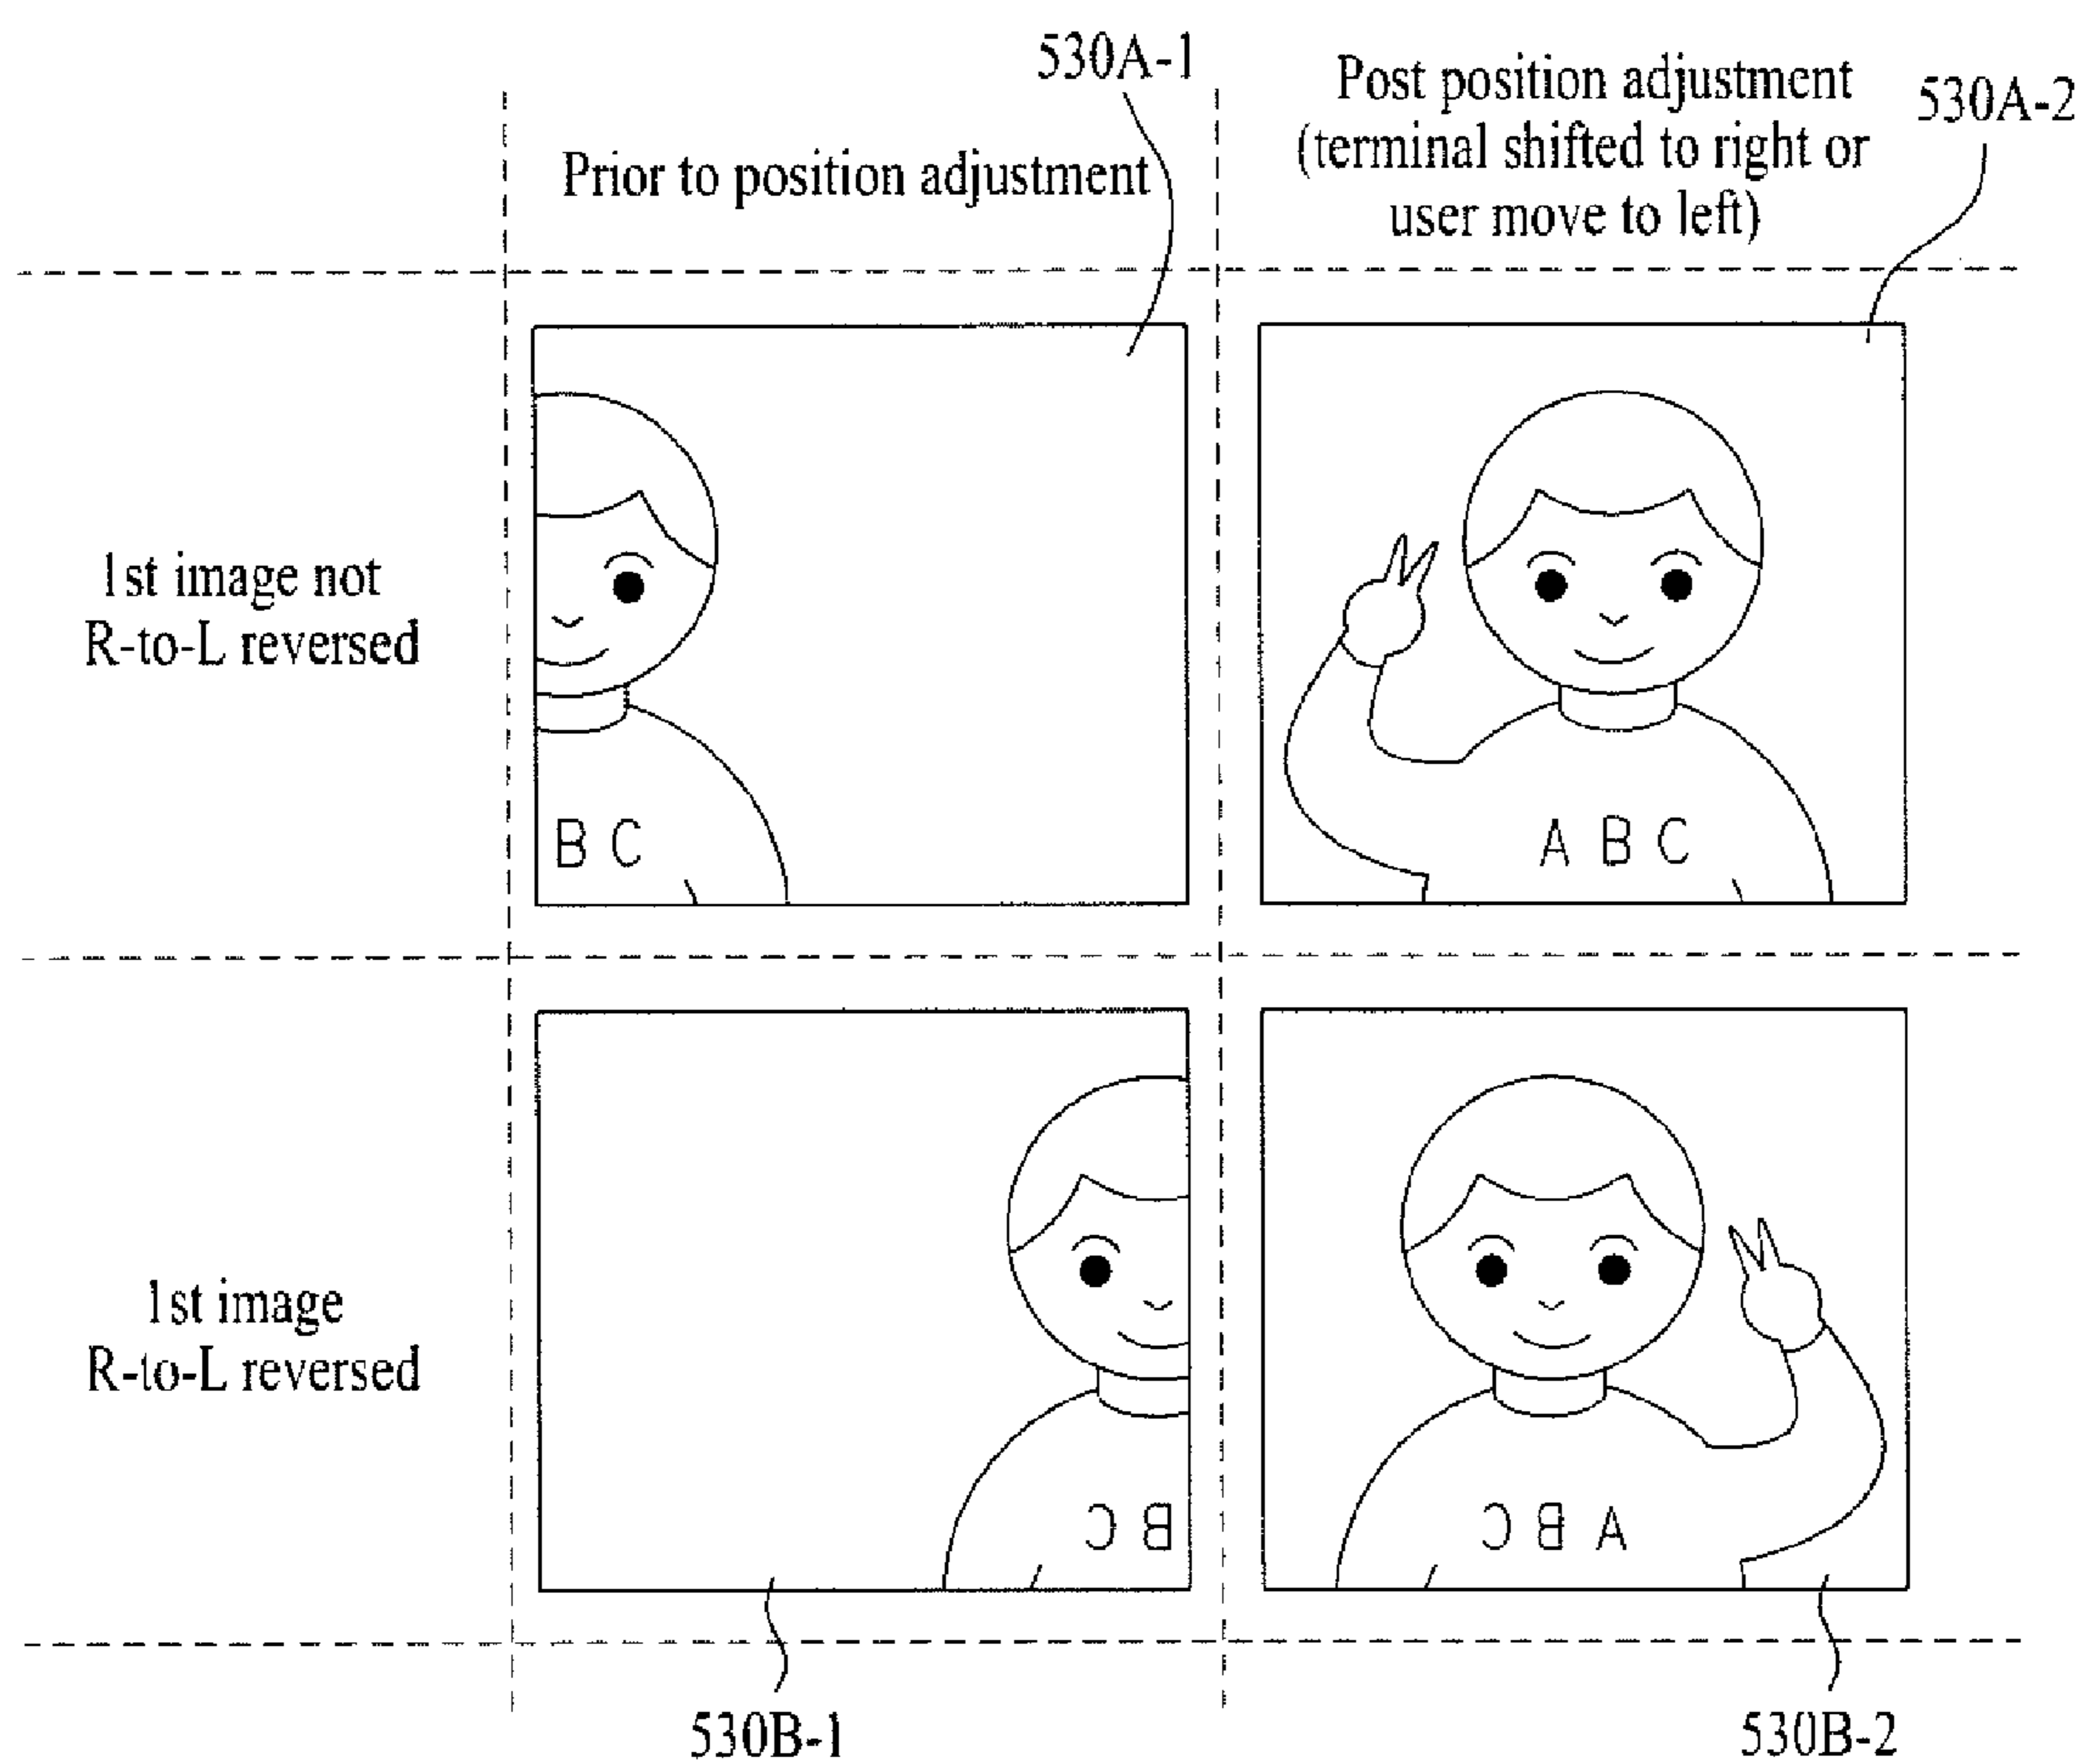 530A-1
Prior to position adjustment
Post position adjustment
(terminal shifted to right or
user move to left)
530A-2
1st image not
R-to-L reversed
B C
A B C
1st image
R-to-L reversed
C B
C B A
530B-1
530B-2